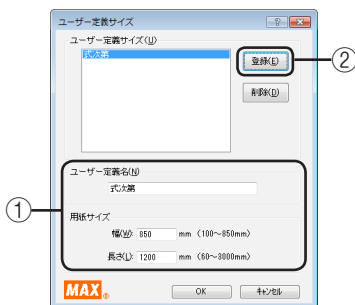 ユーザー定義サイズ
ユーザー定義サイズ(U)
式次第
登録(E)
②
削除(D)
ユーザー定義名(N)
式次第
①
用紙サイズ
幅(W): 850 mm （100～850mm）
長さ(L): 1200 mm （60～3000mm）
MAX®
OK キャンセル